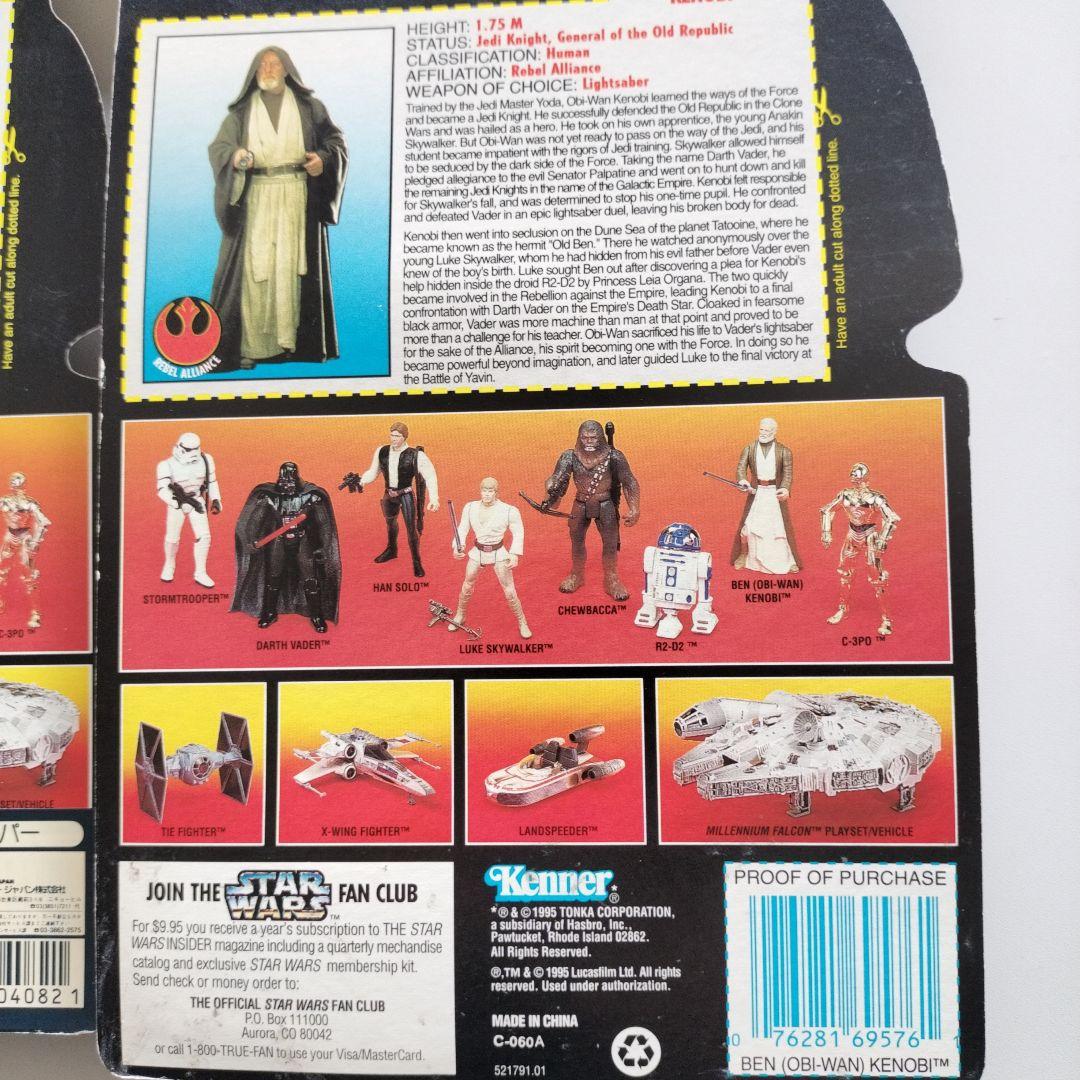 HEIGHT: 1.75 M
STATUS: Jedi Knight, General of the Old Republic
CLASSIFICATION: Human
AFFILIATION: Rebel Alliance
WEAPON OF CHOICE: Lightsaber
Trained by the Jedi Master Yoda, Obi-Wan Kenobi learned the ways of the Force
and became a Jedi Knight. He successfully defended the Old Republic in the Clone
Wars and was hailed as a hero. He took on his own apprentice, the young Anakin
Skywalker. But Obi-Wan was not yet ready to pass on the way of the Jedi, and his
student became impatient with the rigors of Jedi training. Skywalker allowed himself
to be seduced by the dark side of the Force. Taking the name Darth Vader, he
pledged allegiance to the evil Senator Palpatine and went on to hunt down and kill
the remaining Jedi Knights in the name of the Galactic Empire. Kenobi felt responsible
for Skywalker's fall, and was determined to stop his one-time pupil. He confronted
and defeated Vader in an epic lightsaber duel, leaving his broken body for dead.
Kenobi then went into seclusion on the Dune Sea of the planet Tatooine, where he
became known as the hermit "Old Ben." There he watched anonymously over the
young Luke Skywalker, whom he had hidden from his evil father before Vader even
knew of the boy's birth. Luke sought Ben out after discovering a plea for Kenobi's
help hidden inside the droid R2-D2 by Princess Leia Organa. The two quickly
became involved in the Rebellion against the Empire, leading Kenobi to a final
confrontation with Darth Vader on the Empire's Death Star. Cloaked in fearsome
black armor, Vader was more machine than man at that point and proved to be
more than a challenge for his teacher. Obi-Wan sacrificed his life to Vader's lightsaber
for the sake of the Alliance, his spirit becoming one with the Force. In doing so he
became powerful beyond imagination, and later guided Luke to the final victory at
the Battle of Yavin.
REBEL ALLIANCE
Have an adult cut along dotted line.
Have an adult cut along dotted line.
STORMTROOPER™
DARTH VADER™
HAN SOLO™
LUKE SKYWALKER™
CHEWBACCA™
R2-D2 ™
BEN (OBI-WAN)
KENOBI™
C-3PO ™
C-3PO ™
TIE FIGHTER™
X-WING FIGHTER™
LANDSPEEDER™
MILLENNIUM FALCON™ PLAYSET/VEHICLE
SET/VEHICLE
パー
ジャパン株式会社
☎03-3862-2575
04082 1
JOIN THE STAR WARS™ FAN CLUB
For $9.95 you receive a year's subscription to THE STAR
WARS INSIDER magazine including a quarterly mechandise
catalog and exclusive STAR WARS membership kit.
Send check or money order to:
THE OFFICIAL STAR WARS FAN CLUB
P.O. Box 111000
Aurora, CO 80042
or call 1-800-TRUE-FAN to use your Visa/MasterCard.
Kenner®*
*® & © 1995 TONKA CORPORATION,
a subsidiary of Hasbro, Inc.,
Pawtucket, Rhode Island 02862.
All Rights Reserved.
®,TM & © 1995 Lucasfilm Ltd. All rights
reserved. Used under authorization.
MADE IN CHINA
C-060A
521791.01
PROOF OF PURCHASE
0 76281 69576 1
BEN (OBI-WAN) KENOBI™